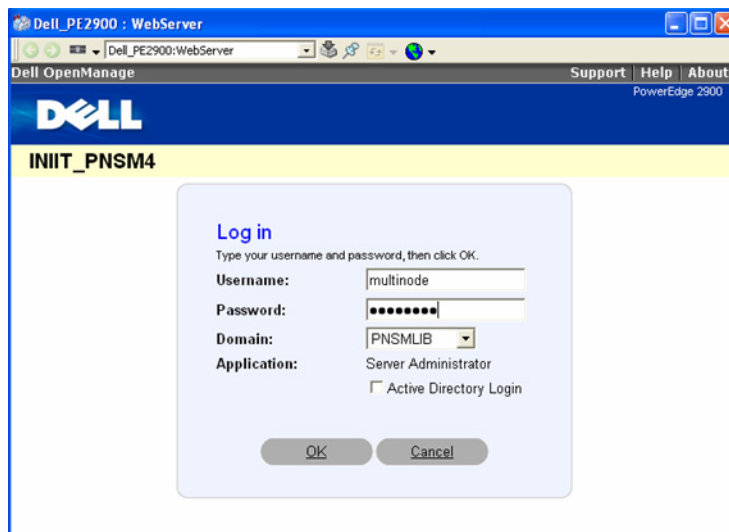 Dell_PE2900 : WebServer
Dell_PE2900:WebServer
Dell OpenManage Support | Help | About
PowerEdge 2900
DELL
INIIT_PNSM4
Log in
Type your username and password, then click OK.
Username: multinode
Password: ••••••••
Domain: PNSMLIB
Application: Server Administrator
Active Directory Login
OK Cancel